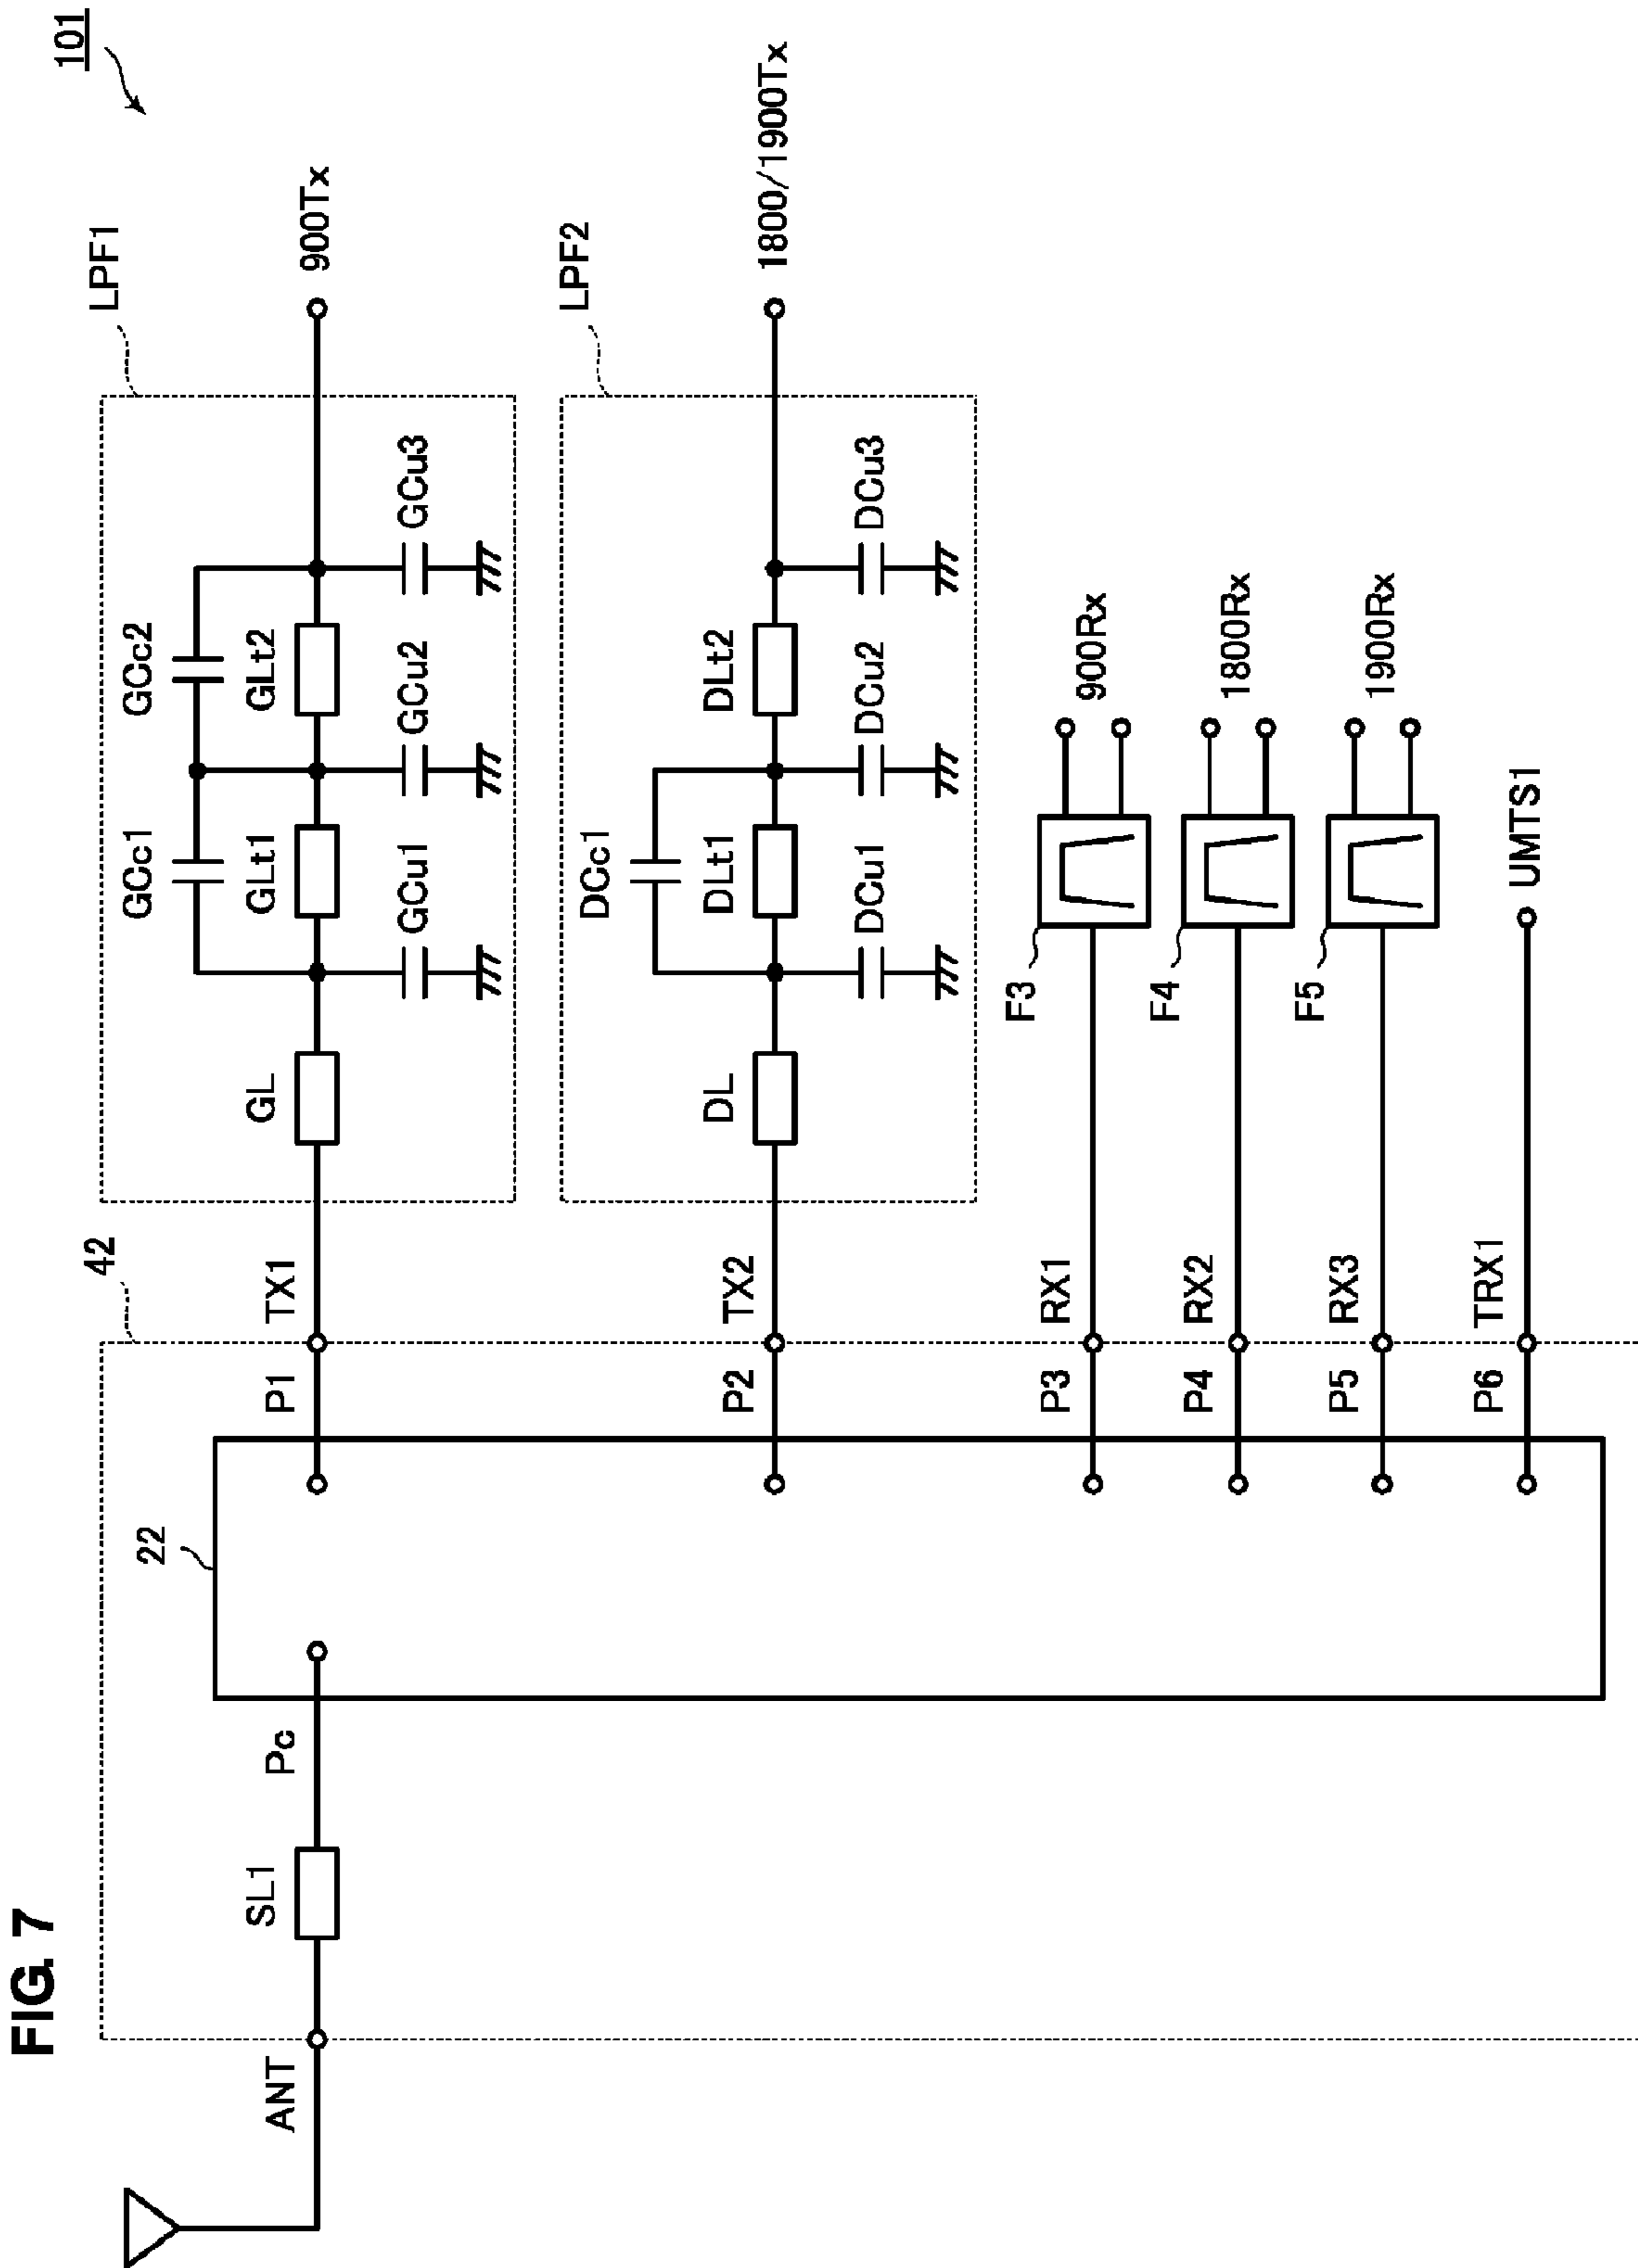 FIG. 7
101
ANT
SL1
Pc
22
42
P1
TX1
GL
GCc1
GLt1
GCu1
GCc2
GLt2
GCu2
GCu3
LPF1
900Tx
P2
TX2
DL
DCc1
DLt1
DCu1
DLt2
DCu2
DCu3
LPF2
1800/1900Tx
P3
RX1
F3
900Rx
P4
RX2
F4
1800Rx
P5
RX3
F5
1900Rx
P6
TRX1
UMTS1